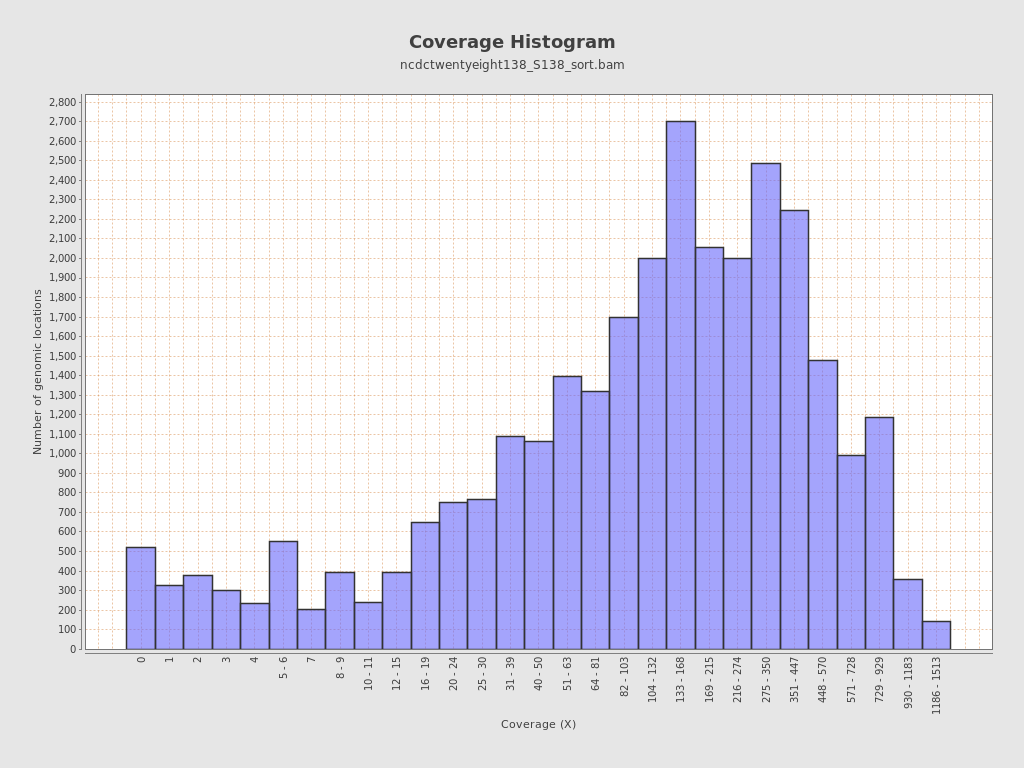 Coverage Histogram
ncdctwentyeight138_S138_sort.bam
Number of genomic locations
2,800
2,700
2,600
2,500
2,400
2,300
2,200
2,100
2,000
1,900
1,800
1,700
1,600
1,500
1,400
1,300
1,200
1,100
1,000
900
800
700
600
500
400
300
200
100
0
0
1
2
3
4
5 - 6
7
8 - 9
10 - 11
12 - 15
16 - 19
20 - 24
25 - 30
31 - 39
40 - 50
51 - 63
64 - 81
82 - 103
104 - 132
133 - 168
169 - 215
216 - 274
275 - 350
351 - 447
448 - 570
571 - 728
729 - 929
930 - 1183
1186 - 1513
Coverage (X)